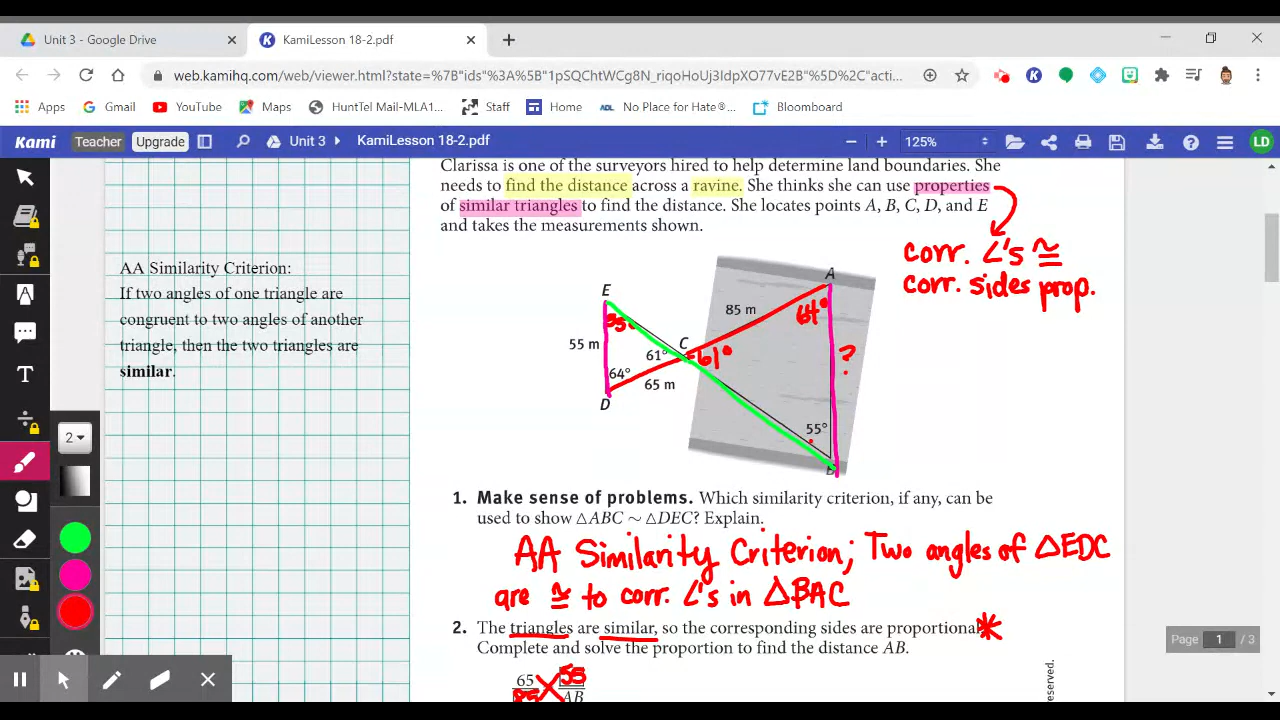 Unit 3 - Google Drive
KamiLesson 18-2.pdf
web.kamihq.com/web/viewer.html?state=%7B"ids"%3A%5B"1pSQChtWCg8N_riqoHoUj3IdpXO77vE2B"%5D%2C"acti...
Apps
Gmail
YouTube
Maps
HuntTel Mail-MLA1...
Staff
Home
No Place for Hate$...
Bloomboard
Kami
Teacher
Upgrade
Unit 3
KamiLesson 18-2.pdf
125%
LD
Clarissa is one of the surveyors hired to help determine land boundaries. She
needs to find the distance across a ravine. She thinks she can use properties
of similar triangles to find the distance. She locates points A, B, C, D, and E
and takes the measurements shown.
corr. ∠'s ≅
corr. sides prop.
AA Similarity Criterion:
If two angles of one triangle are
congruent to two angles of another
triangle, then the two triangles are
similar.
A
E
64°
85 m
55
55 m
C
61°
61°
?
64°
65 m
D
55°
B
1. Make sense of problems. Which similarity criterion, if any, can be
used to show △ABC ~ △DEC? Explain.
AA Similarity Criterion; Two angles of △EDC
are ≅ to corr. ∠'s in △BAC
2. The triangles are similar, so the corresponding sides are proportional. *
Complete and solve the proportion to find the distance AB.
65 55
85 AB
2
Page 1 / 3
reserved.